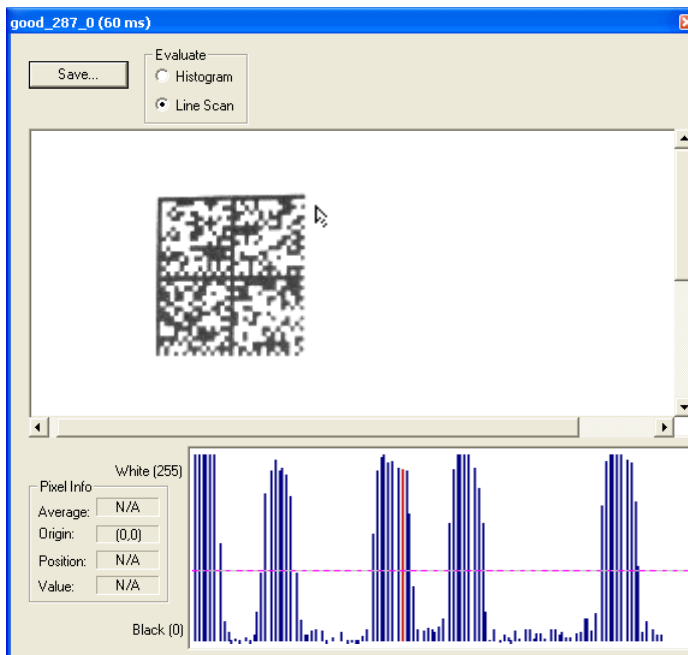 good_287_0 (60 ms)
Save...
Evaluate
Histogram
Line Scan
White (255)
Pixel Info
Average: N/A
Origin: (0,0)
Position: N/A
Value: N/A
Black (0)